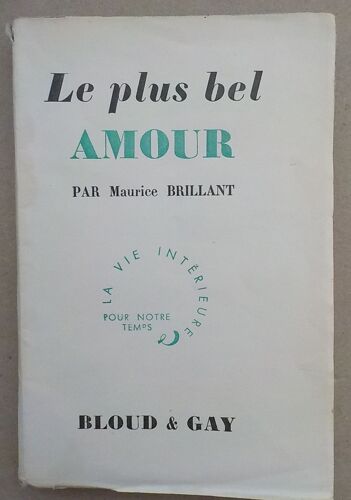 Le plus bel
AMOUR
PAR Maurice BRILLANT
LA VIE INTÉRIEURE
POUR NOTRE
TEMPS
BLOUD & GAY